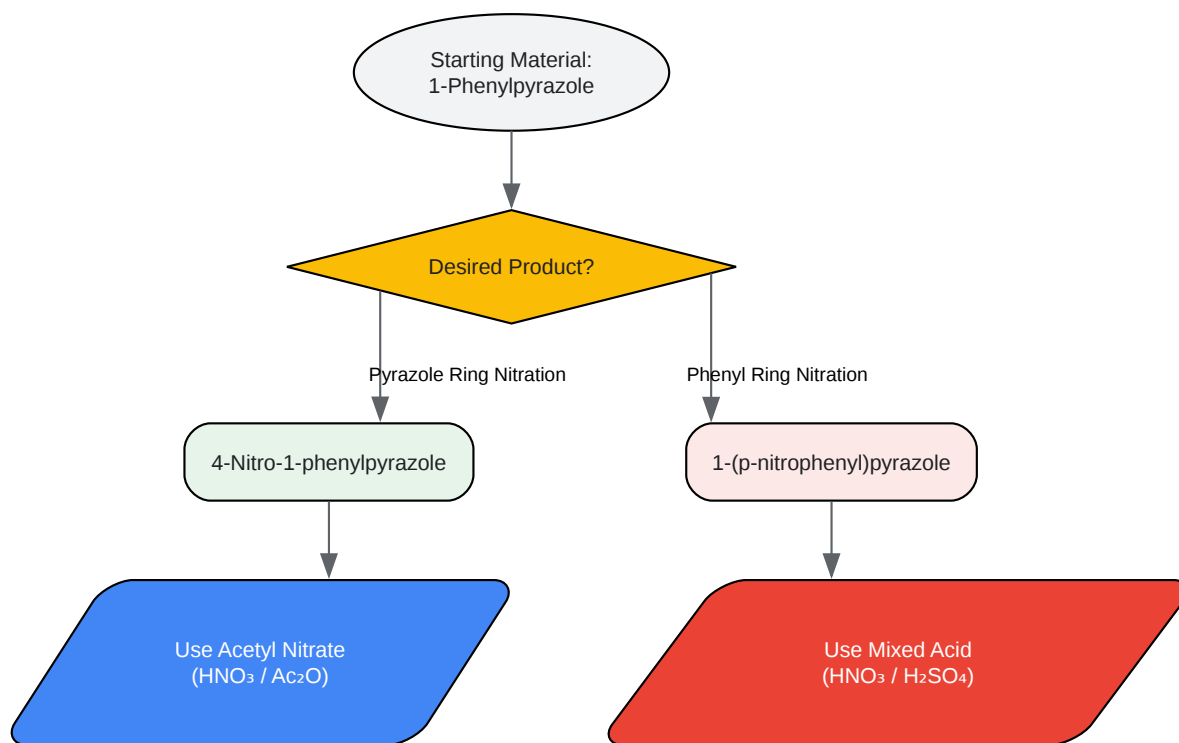 Starting Material:
1-Phenylpyrazole
Desired Product?
Pyrazole Ring Nitration
Phenyl Ring Nitration
4-Nitro-1-phenylpyrazole
1-(p-nitrophenyl)pyrazole
Use Acetyl Nitrate
(HNO₃ / Ac₂O)
Use Mixed Acid
(HNO₃ / H₂SO₄)